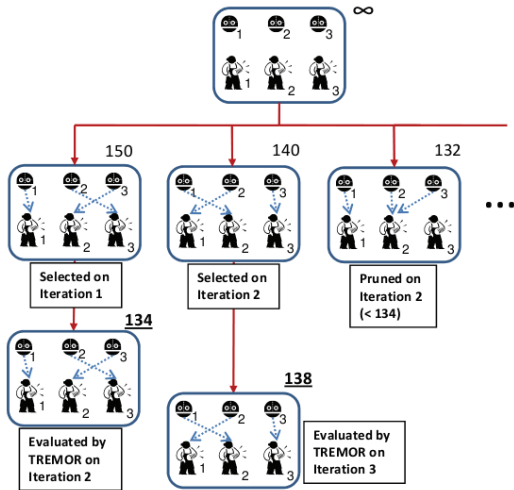 ∞
1 2 3
1 2 3
150 140 132
1 2 3 1 2 3 1 2 3
1 2 3 1 2 3 1 2 3
...
Selected on
Iteration 1
Selected on
Iteration 2
Pruned on
Iteration 2
(< 134)
134
1 2 3
1 2 3
Evaluated by
TREMOR on
Iteration 2
138
1 2 3
1 2 3
Evaluated by
TREMOR on
Iteration 3